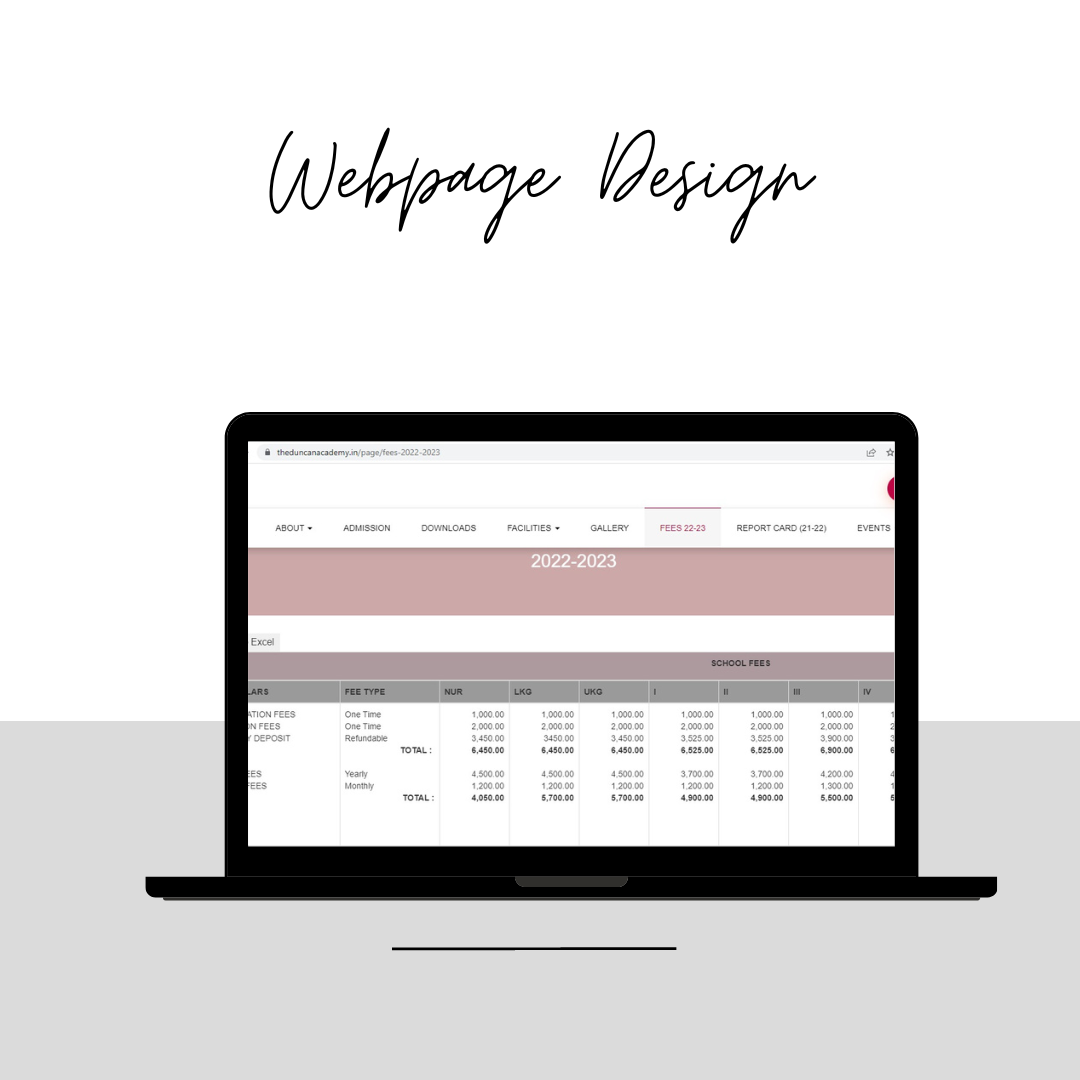 Webpage Design
theduncanacademy.in/page/fees-2022-2023
ABOUT ADMISSION DOWNLOADS FACILITIES GALLERY FEES 22-23 REPORT CARD (21-22) EVENTS
2022-2023
Excel
SCHOOL FEES
LARS FEE TYPE NUR LKG UKG I II III IV
ATION FEES One Time 1,000.00 1,000.00 1,000.00 1,000.00 1,000.00 1,000.00 1
ON FEES One Time 2,000.00 2,000.00 2,000.00 2,000.00 2,000.00 2,000.00 2
Y DEPOSIT Refundable 3,450.00 3450.00 3,450.00 3,525.00 3,525.00 3,900.00 3
TOTAL : 6,450.00 6,450.00 6,450.00 6,525.00 6,525.00 6,900.00 6
EES Yearly 4,500.00 4,500.00 4,500.00 3,700.00 3,700.00 4,200.00 4
FEES Monthly 1,200.00 1,200.00 1,200.00 1,200.00 1,200.00 1,300.00 1
TOTAL : 4,050.00 5,700.00 5,700.00 4,900.00 4,900.00 5,500.00 5